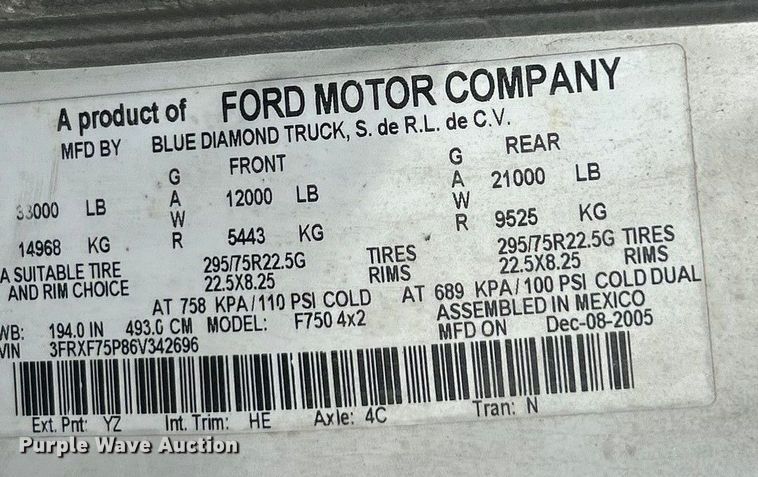 A product of FORD MOTOR COMPANY
MFD BY BLUE DIAMOND TRUCK, S. de R.L. de C.V.
G FRONT G REAR
33000 LB A 12000 LB A 21000 LB
W W
14968 KG R 5443 KG R 9525 KG
A SUITABLE TIRE 295/75R22.5G TIRES 295/75R22.5G TIRES
AND RIM CHOICE 22.5X8.25 RIMS 22.5X8.25 RIMS
AT 758 KPA/110 PSI COLD AT 689 KPA/100 PSI COLD DUAL
WB: 194.0 IN 493.0 CM MODEL: F750 4x2 ASSEMBLED IN MEXICO
VIN 3FRXF75P86V342696 MFD ON Dec-08-2005
Ext. Pnt: YZ Int. Trim: HE Axle: 4C Tran: N
Purple Wave Auction